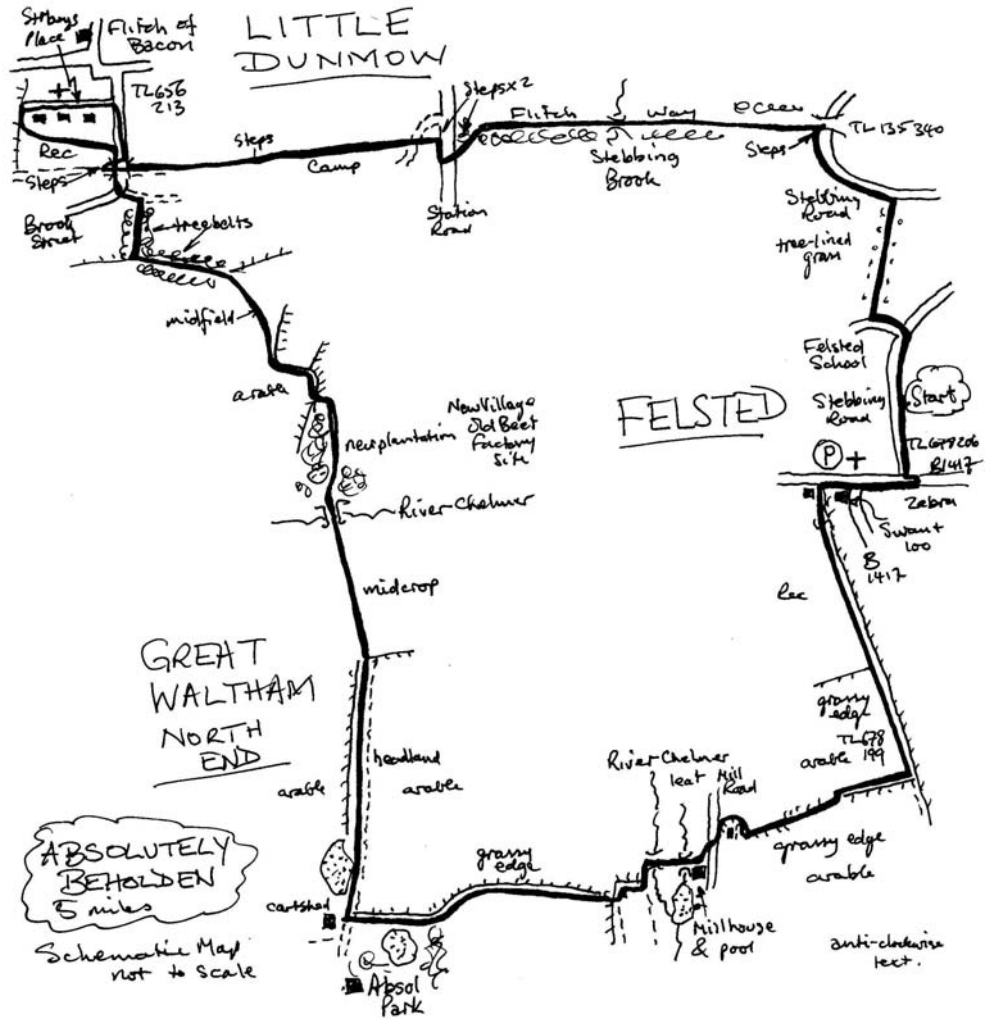 St Marys
Place
Flitch of
Bacon
LITTLE
DUNMOW
TL656
213
Rec
Steps
Brook
Street
treebelts
Steps
Camp
Steps x 2
Station
Road
Flitch Way
Stebbing
Brook
Steps
TL 135 340
Stebbing
Road
tree-lined
grass
Felsted
School
Stebbing
Road
Start
FELSTED
P
TL678206
B1417
Zebra
Swan +
100
B
1417
Rec
midfield
arable
New Village
Old Beet
Factory
Site
new plantation
River Chelmer
midcrop
GREAT
WALTHAM
NORTH
END
headland
arable
arable
grassy
edge
TL678
199
arable
River Chelmer
leat
Mill
Road
grassy edge
arable
grassy
edge
Millhouse
& pool
cartshed
Absol
Park
ABSOLUTELY
BEHOLDEN
5 miles
Schematic Map
not to scale
anti-clockwise
text.